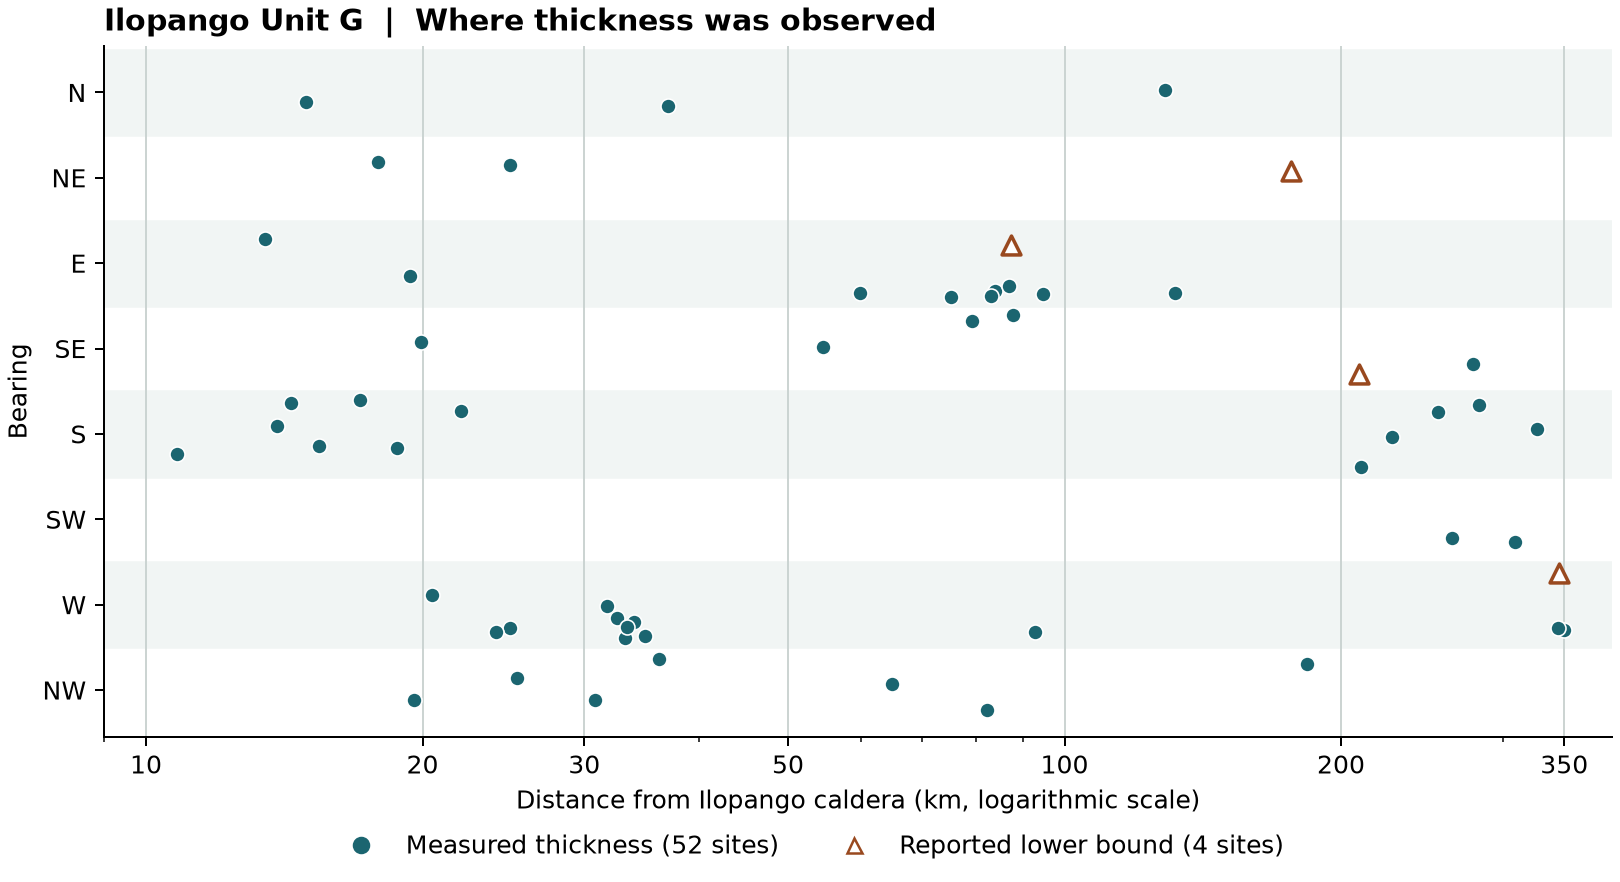 Ilopango Unit G | Where thickness was observed
N
NE
E
SE
S
SW
W
NW
Bearing
10 20 30 50 100 200 350
Distance from Ilopango caldera (km, logarithmic scale)
Measured thickness (52 sites) Reported lower bound (4 sites)